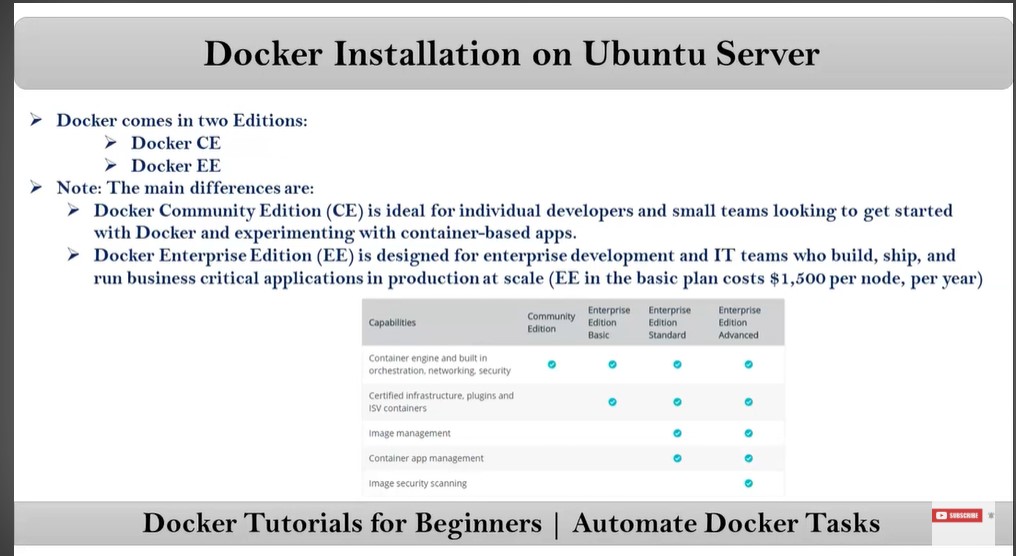 Docker Installation on Ubuntu Server
Docker comes in two Editions:
Docker CE
Docker EE
Note: The main differences are:
Docker Community Edition (CE) is ideal for individual developers and small teams looking to get started
with Docker and experimenting with container-based apps.
Docker Enterprise Edition (EE) is designed for enterprise development and IT teams who build, ship, and
run business critical applications in production at scale (EE in the basic plan costs $1,500 per node, per year)
Capabilities
Community
Edition
Enterprise
Edition
Basic
Enterprise
Edition
Standard
Enterprise
Edition
Advanced
Container engine and built in
orchestration, networking, security
Certified infrastructure, plugins and
ISV containers
Image management
Container app management
Image security scanning
Docker Tutorials for Beginners | Automate Docker Tasks
SUBSCRIBE